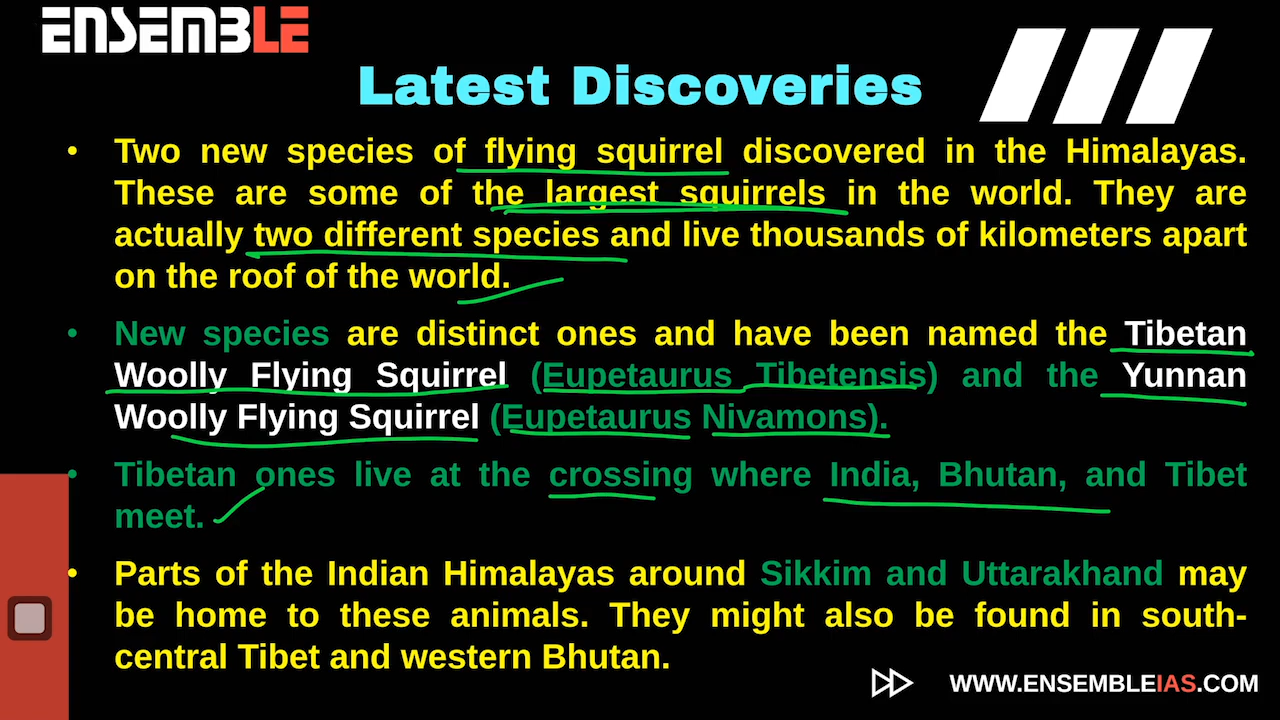 ENSEMBLE
Latest Discoveries
• Two new species of flying squirrel discovered in the Himalayas.
These are some of the largest squirrels in the world. They are
actually two different species and live thousands of kilometers apart
on the roof of the world.
• New species are distinct ones and have been named the Tibetan
Woolly Flying Squirrel (Eupetaurus Tibetensis) and the Yunnan
Woolly Flying Squirrel (Eupetaurus Nivamons).
• Tibetan ones live at the crossing where India, Bhutan, and Tibet
meet.
• Parts of the Indian Himalayas around Sikkim and Uttarakhand may
be home to these animals. They might also be found in south-
central Tibet and western Bhutan.
WWW.ENSEMBLEIAS.COM